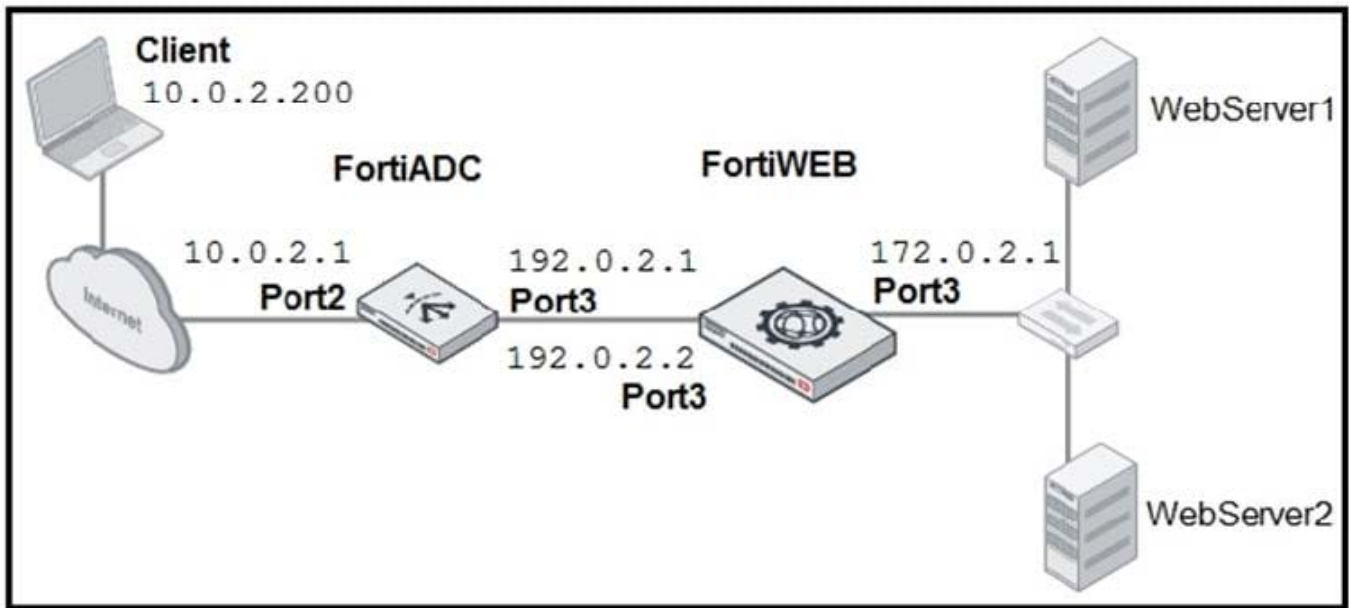 Client
10.0.2.200
FortiADC
FortiWEB
WebServer1
10.0.2.1
Port2
192.0.2.1
Port3
172.0.2.1
Port3
Internet
192.0.2.2
Port3
WebServer2